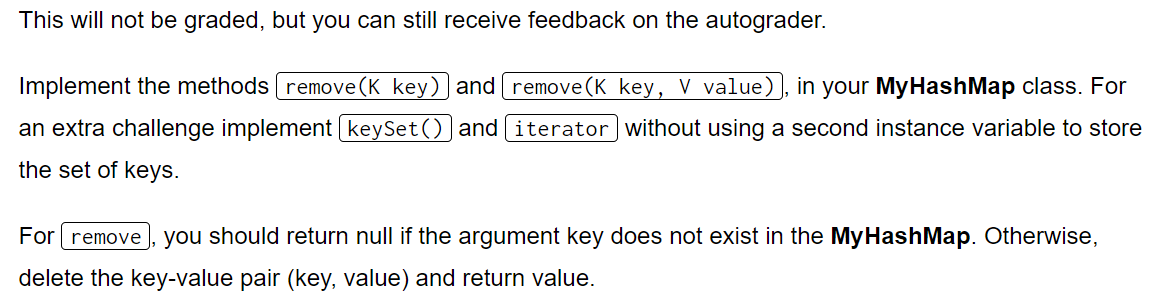 This will not be graded, but you can still receive feedback on the autograder.
Implement the methods remove(K key) and remove(K key, V value), in your MyHashMap class. For
an extra challenge implement keySet() and iterator without using a second instance variable to store
the set of keys.
For remove, you should return null if the argument key does not exist in the MyHashMap. Otherwise,
delete the key-value pair (key, value) and return value.